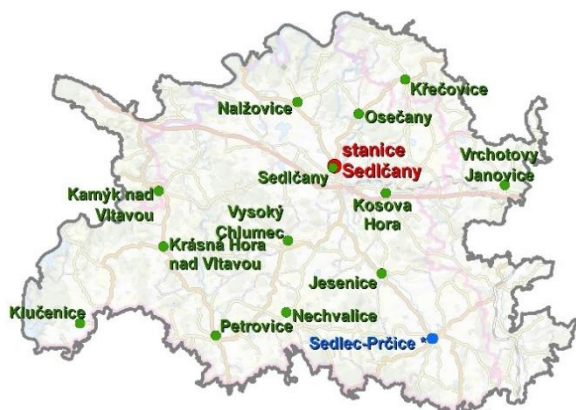 Křečovice
Nalžovice
Osečany
stanice
Sedlčany
Sedlčany
Vrchotovy
Janovice
Kamýk nad
Vltavou
Kosova
Hora
Vysoký
Chlumec
Krásná Hora
nad Vltavou
Jesenice
Klučenice
Nechvalice
Petrovice
Sedlec-Prčice *